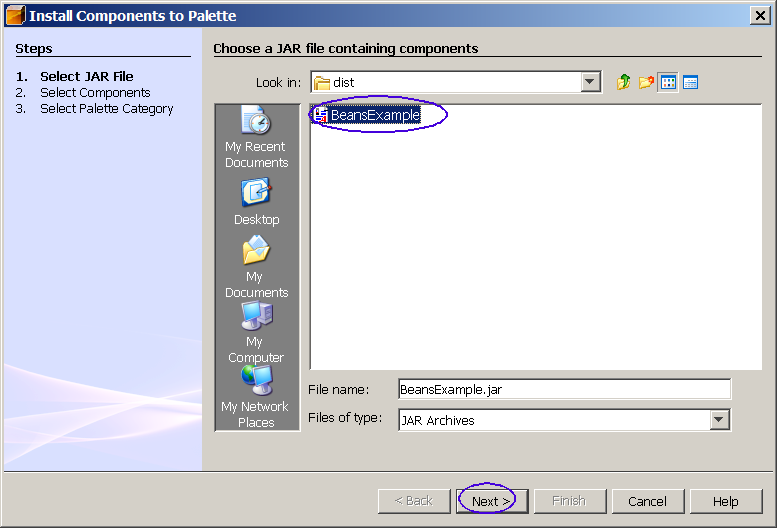 Install Components to Palette
Steps
1. Select JAR File
2. Select Components
3. Select Palette Category
Choose a JAR file containing components
Look in: dist
My Recent
Documents
Desktop
My
Documents
My
Computer
My Network
Places
BeansExample
File name: BeansExample.jar
Files of type: JAR Archives
< Back Next > Finish Cancel Help